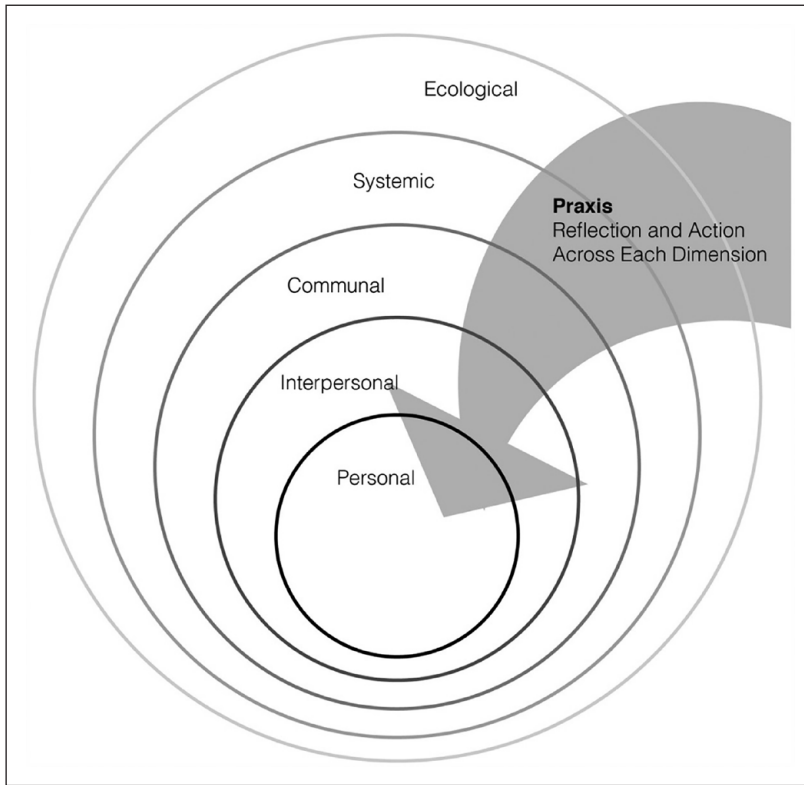 Ecological
Systemic
Praxis
Reflection and Action
Across Each Dimension
Communal
Interpersonal
Personal